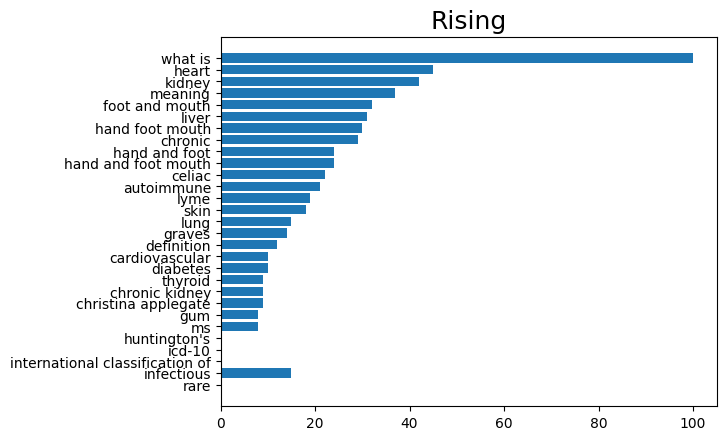 Rising
what is
heart
kidney
meaning
foot and mouth
liver
hand foot mouth
chronic
hand and foot
hand and foot mouth
celiac
autoimmune
lyme
skin
lung
graves
definition
cardiovascular
diabetes
thyroid
chronic kidney
christina applegate
gum
ms
huntington's
icd-10
international classification of
infectious
rare
0 20 40 60 80 100